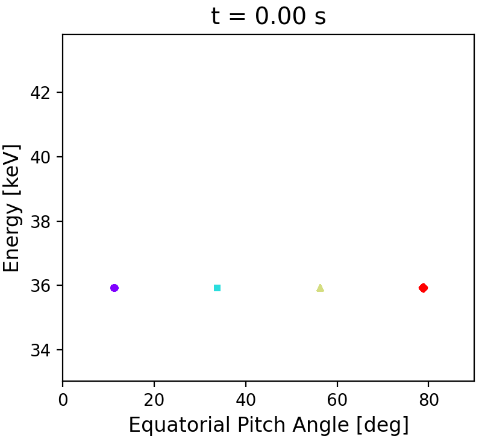 t = 0.00 s
Energy [keV]
42
40
38
36
34
0 20 40 60 80
Equatorial Pitch Angle [deg]